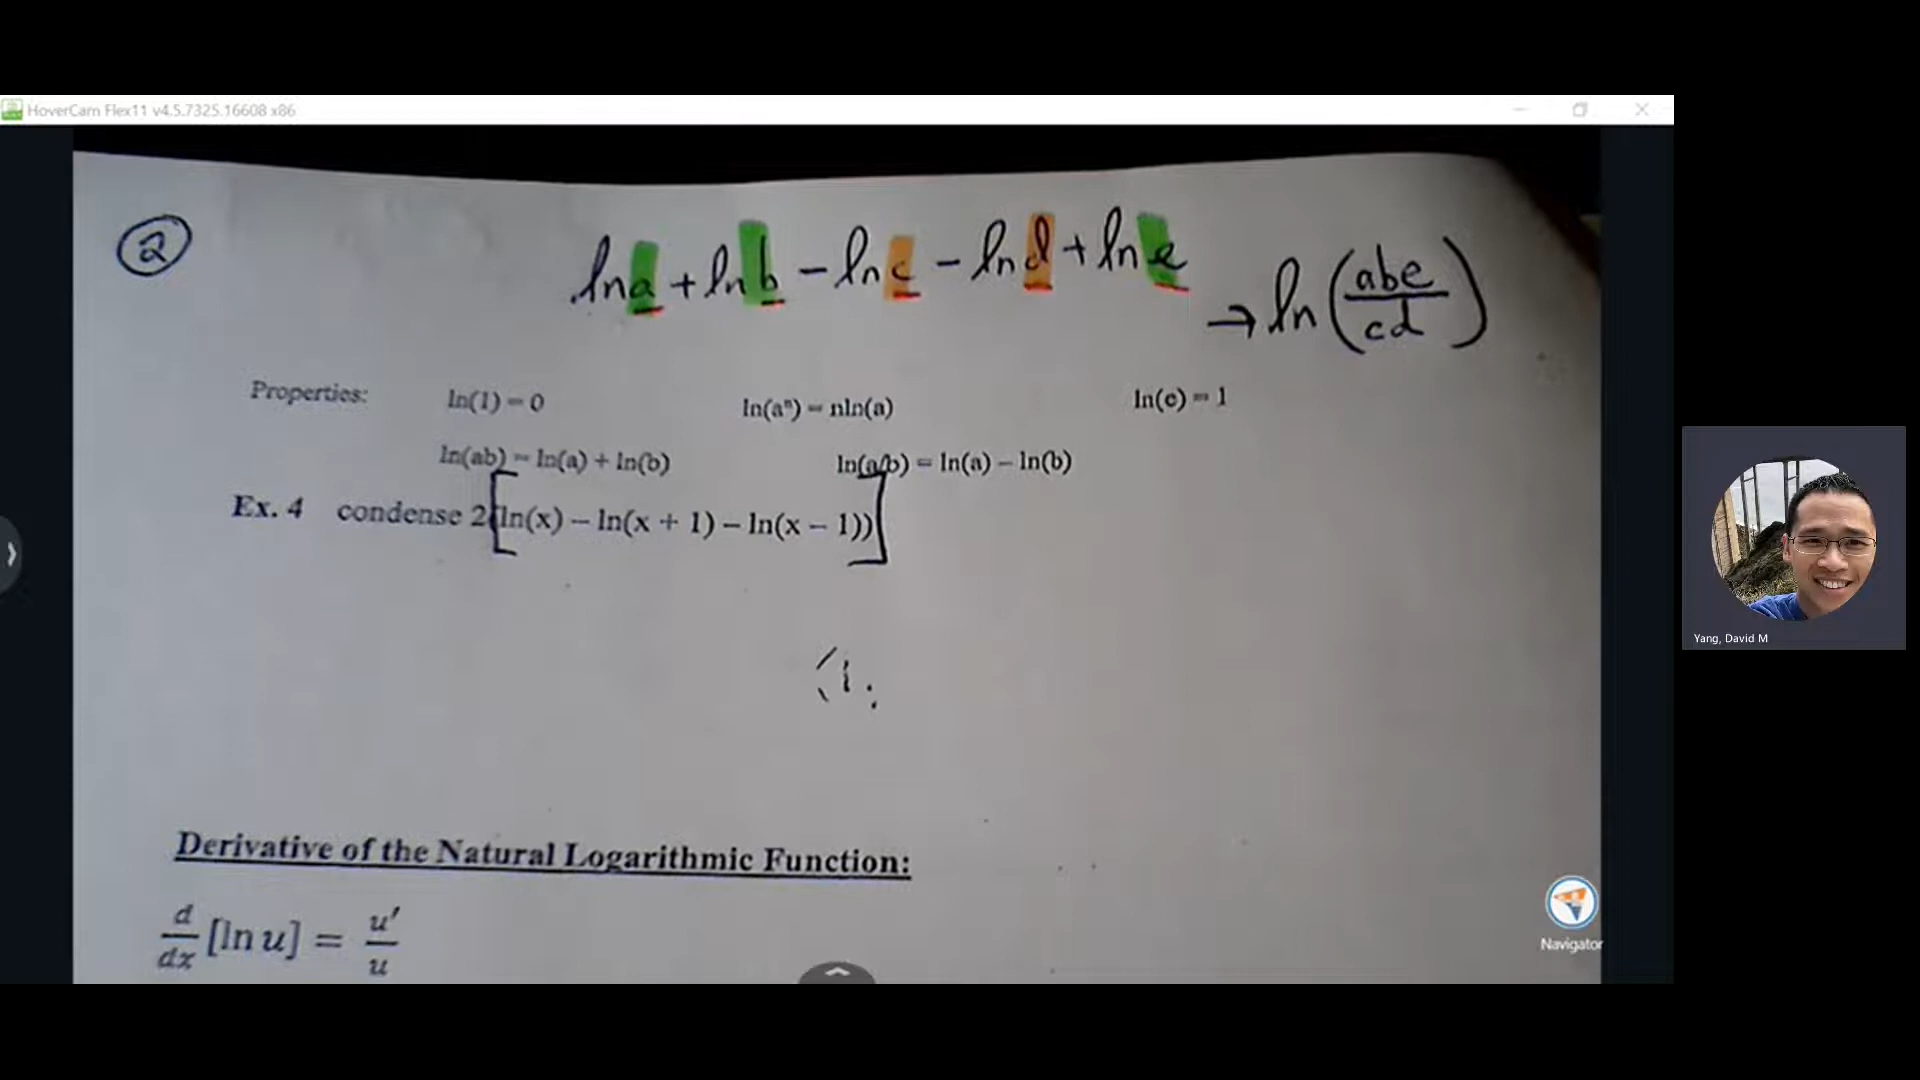 HoverCam Flex11 v4.5.7325.16608 x86
②
ln a + ln b − ln c − ln d + ln e
→ ln(abe/cd)
Properties: ln(1) = 0 ln(aⁿ) = nln(a) ln(e) = 1
ln(ab) = ln(a) + ln(b) ln(a/b) = ln(a) − ln(b)
Ex. 4 condense 2[(ln(x) − ln(x + 1) − ln(x − 1))]
Derivative of the Natural Logarithmic Function:
d/dx [ln u] = u′/u
Navigator
Yang, David M